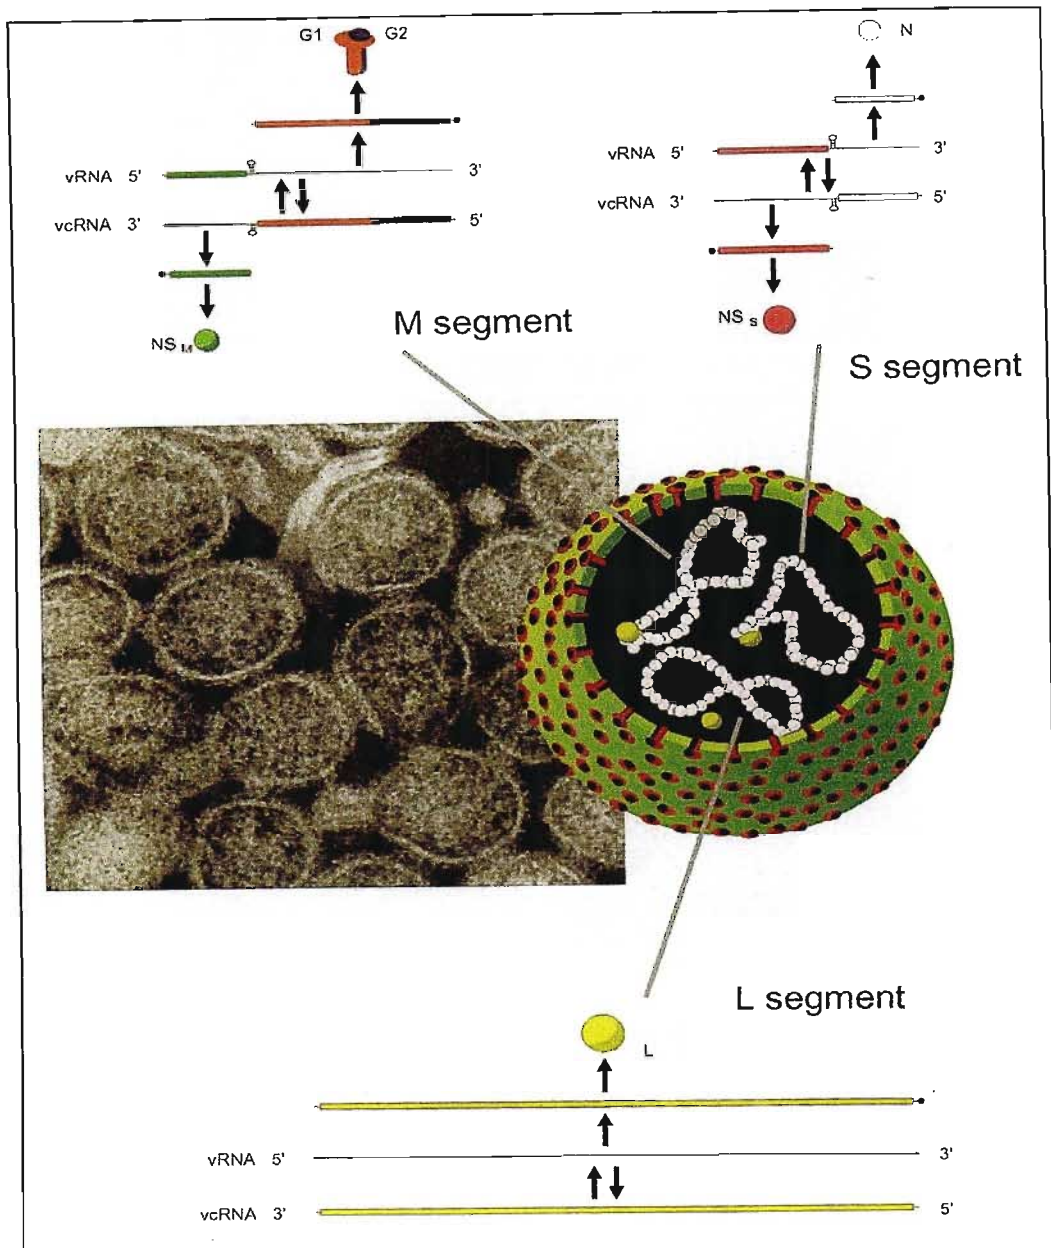 G1 G2
N
vRNA 5' 3'
vcRNA 3' 5'
NS M
vRNA 5' 3'
vcRNA 3' 5'
NS s
M segment
S segment
L segment
L
vRNA 5' 3'
vcRNA 3' 5'